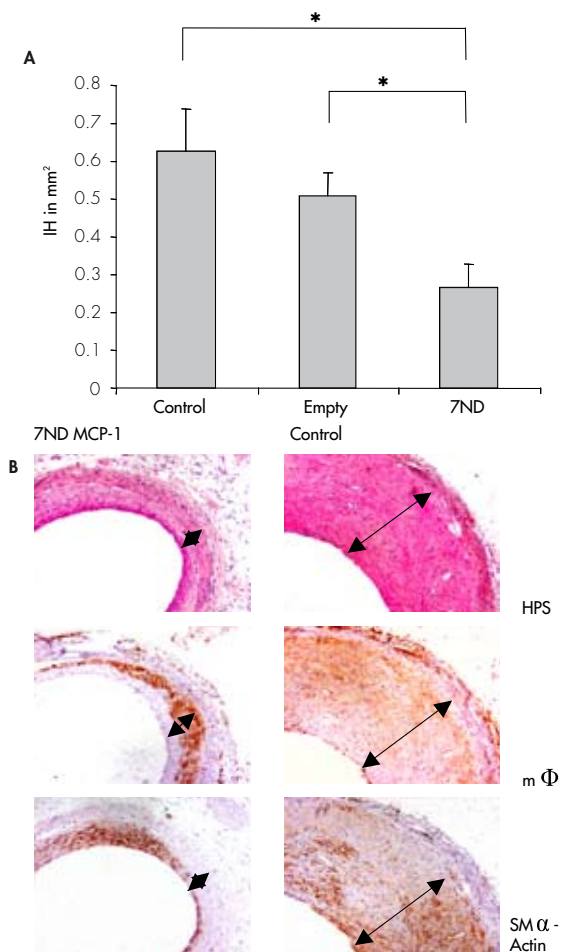 *
A
*
IH in mm²
0.8
0.7
0.6
0.5
0.4
0.3
0.2
0.1
0
Control Empty 7ND
7ND MCP-1 Control
B
HPS
m Φ
SM α -
Actin